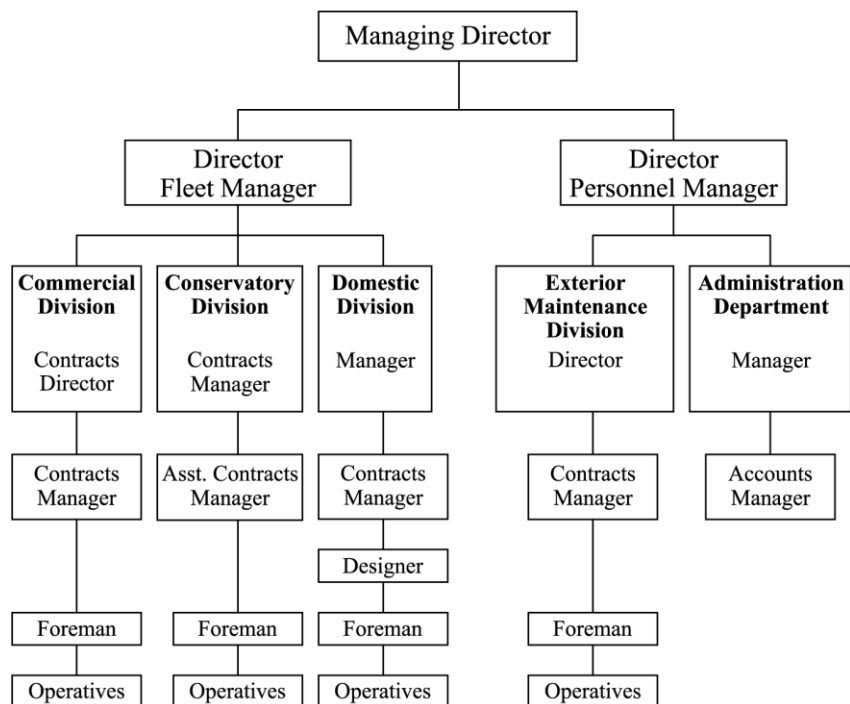 Managing Director
Director
Fleet Manager
Director
Personnel Manager
Commercial
Division
Contracts
Director
Conservatory
Division
Contracts
Manager
Domestic
Division
Manager
Exterior
Maintenance
Division
Director
Administration
Department
Manager
Contracts
Manager
Asst. Contracts
Manager
Contracts
Manager
Contracts
Manager
Accounts
Manager
Designer
Foreman
Foreman
Foreman
Foreman
Operatives
Operatives
Operatives
Operatives